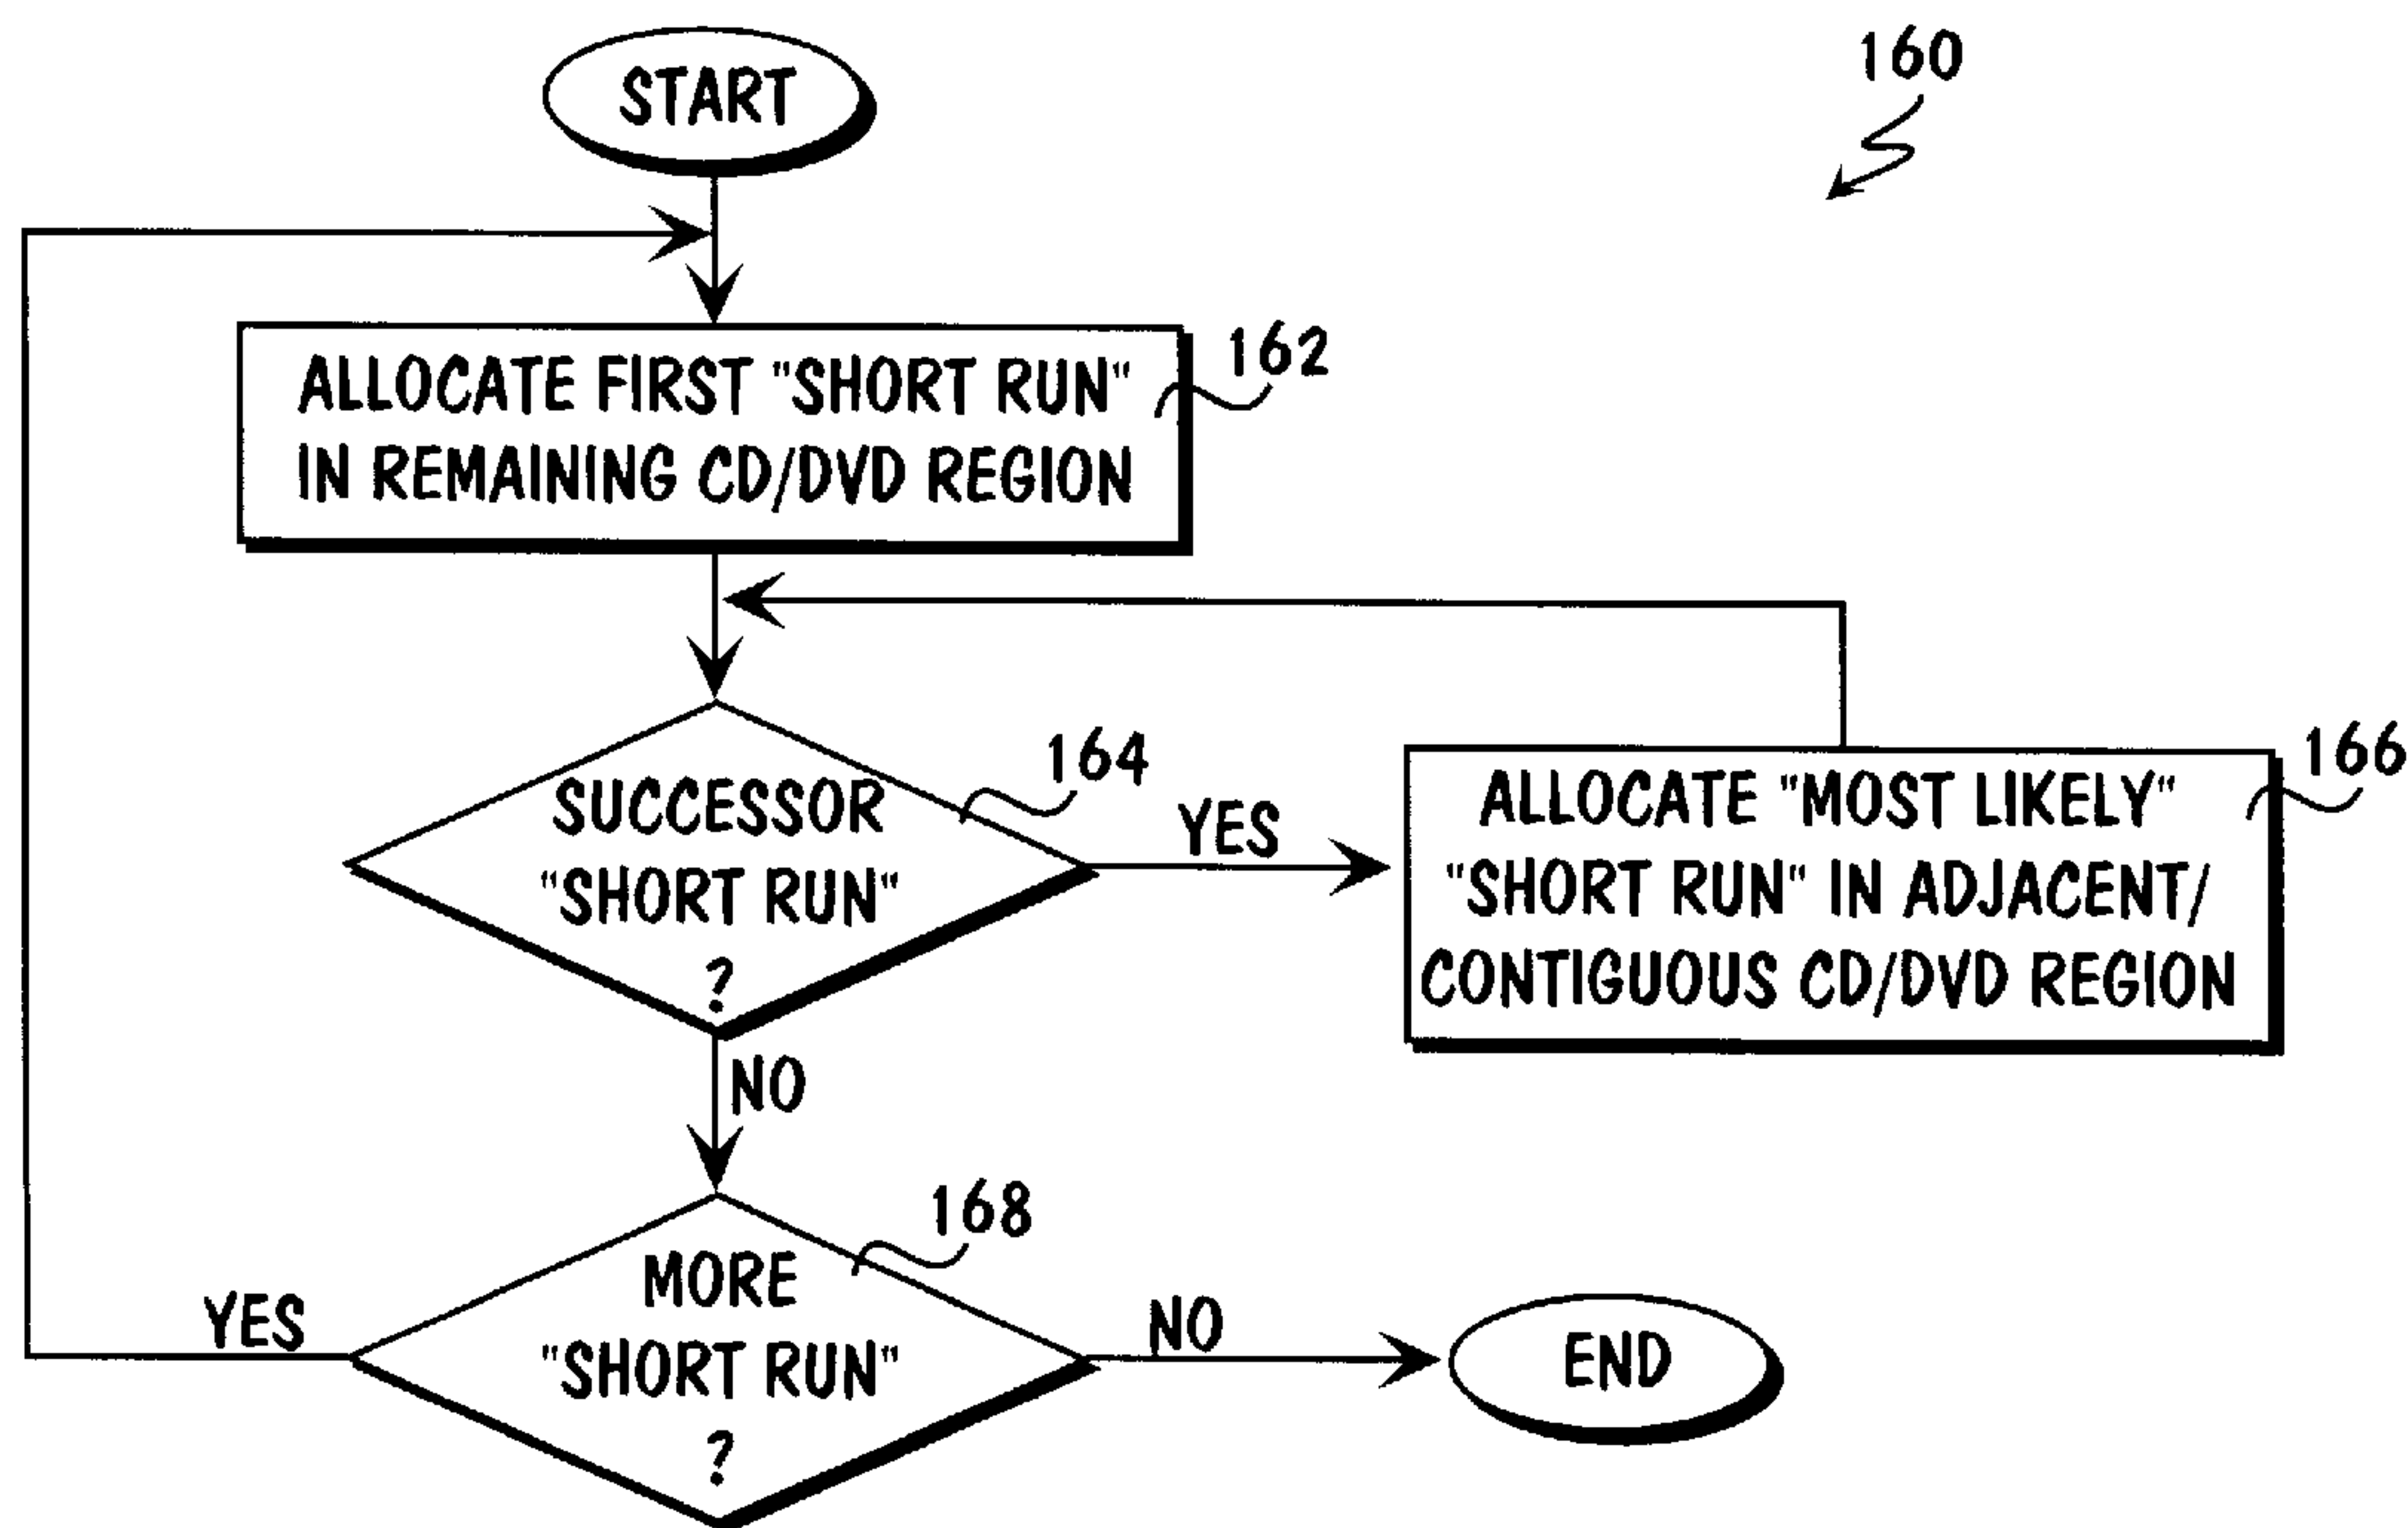 START
160
ALLOCATE FIRST "SHORT RUN"
IN REMAINING CD/DVD REGION
162
SUCCESSOR
"SHORT RUN"
?
164
YES
ALLOCATE "MOST LIKELY"
"SHORT RUN" IN ADJACENT/
CONTIGUOUS CD/DVD REGION
166
NO
MORE
"SHORT RUN"
?
168
YES
NO
END